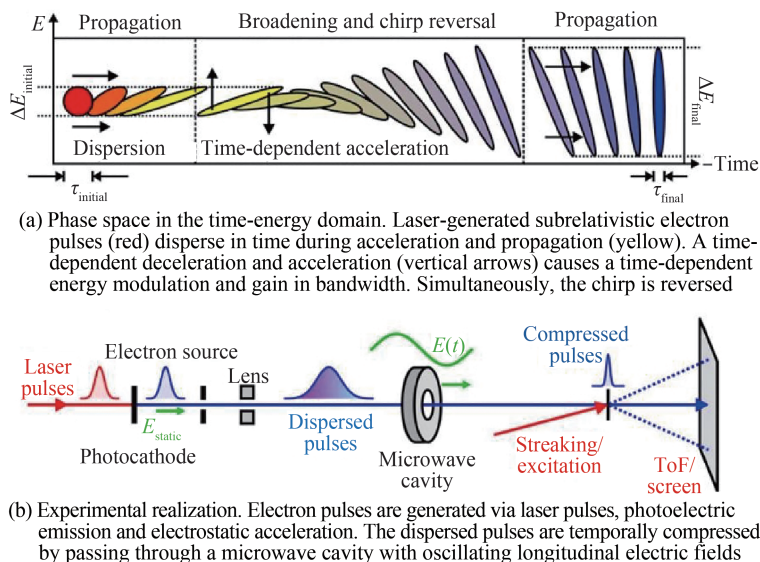 E
Propagation
Broadening and chirp reversal
Propagation
ΔE initial
ΔE final
Dispersion
Time-dependent acceleration
–Time
τ initial
τ final
(a) Phase space in the time-energy domain. Laser-generated subrelativistic electron
pulses (red) disperse in time during acceleration and propagation (yellow). A time-
dependent deceleration and acceleration (vertical arrows) causes a time-dependent
energy modulation and gain in bandwidth. Simultaneously, the chirp is reversed
Laser
pulses
Electron source
Lens
E(t)
Compressed
pulses
E static
Photocathode
Dispersed
pulses
Microwave
cavity
Streaking/
excitation
ToF/
screen
(b) Experimental realization. Electron pulses are generated via laser pulses, photoelectric
emission and electrostatic acceleration. The dispersed pulses are temporally compressed
by passing through a microwave cavity with oscillating longitudinal electric fields